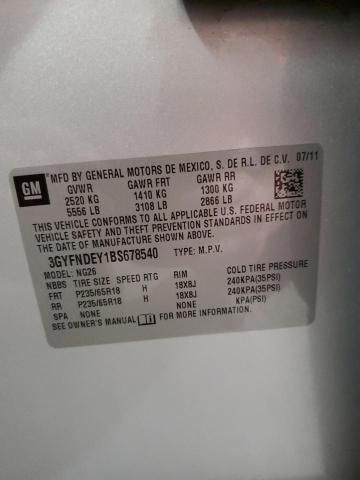 GM
MFD BY GENERAL MOTORS DE MEXICO, S. DE R.L. DE C.V. 07/11
GVWR GAWR FRT GAWR RR
2520 KG 1410 KG 1300 KG
5556 LB 3108 LB 2866 LB
THIS VEHICLE CONFORMS TO ALL APPLICABLE U.S. FEDERAL MOTOR
VEHICLE SAFETY AND THEFT PREVENTION STANDARDS IN EFFECT ON
THE DATE OF MANUFACTURE SHOWN ABOVE.
3GYFNDEY1BS678540 TYPE: M.P.V.
MODEL: NG26
NBBS TIRE SIZE SPEED RTG RIM COLD TIRE PRESSURE
FRT P235/65R18 H 18X8J 240KPA(35PSI)
RR P235/65R18 H 18X8J 240KPA(35PSI)
SPA NONE NONE KPA(PSI)
SEE OWNER'S MANUAL FOR MORE INFORMATION.